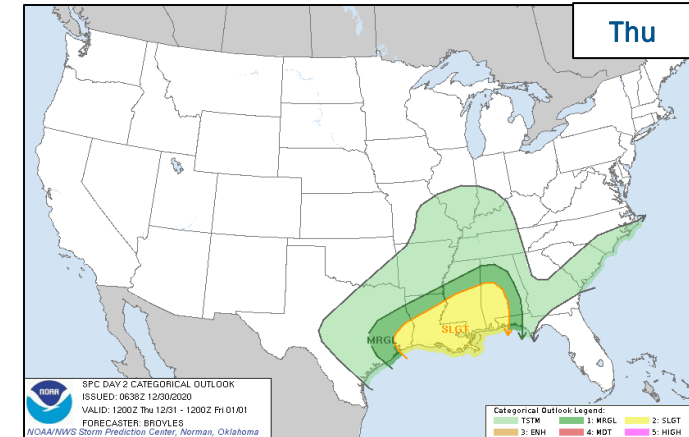 Thu
MRGL
SLGT
NOAA
SPC DAY 2 CATEGORICAL OUTLOOK
ISSUED: 0638Z 12/30/2020
VALID: 1200Z Thu 12/31 - 1200Z Fri 01/01
FORECASTER: BROYLES
NOAA/NWS Storm Prediction Center, Norman, Oklahoma
Categorical Outlook Legend:
TSTM 1: MRGL 2: SLGT
3: ENH 4: MDT 5: HIGH